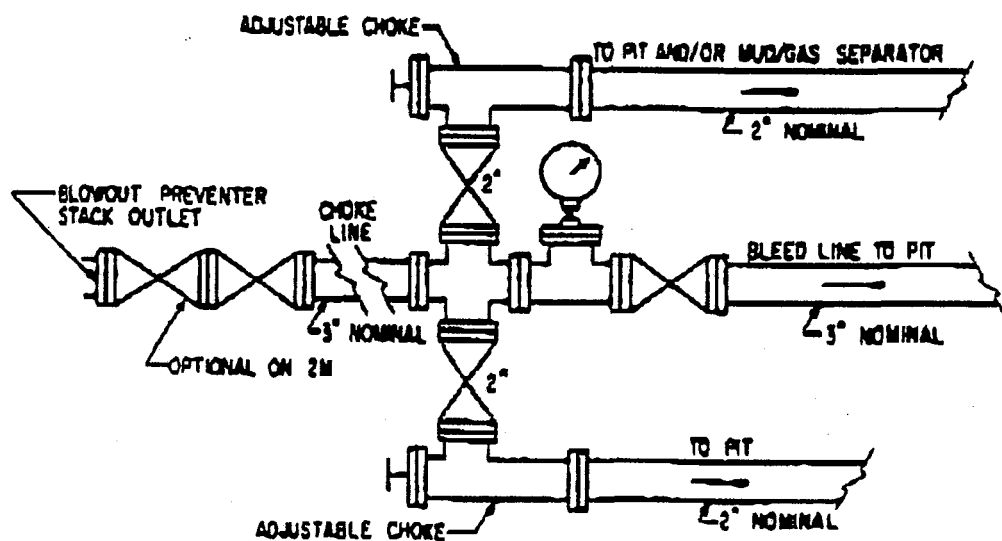 ADJUSTABLE CHOKE
TO PIT AND/OR MUD/GAS SEPARATOR
2" NOMINAL
2"
BLOWOUT PREVENTER
STACK OUTLET
CHOKE
LINE
BLEED LINE TO PIT
3" NOMINAL
3" NOMINAL
OPTIONAL ON 2M
2"
TO PIT
2" NOMINAL
ADJUSTABLE CHOKE